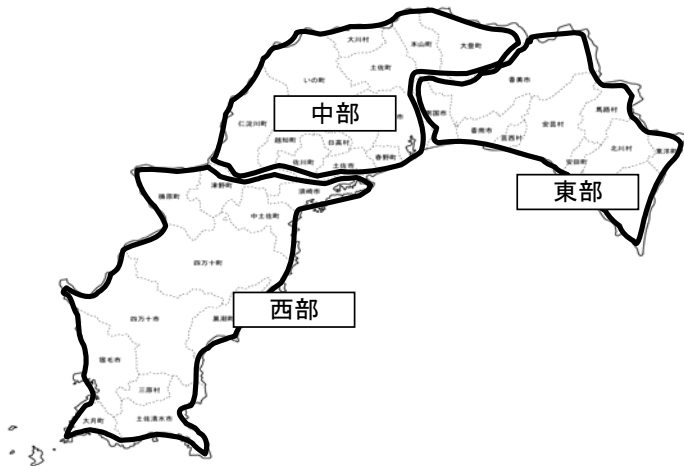 大川村
本山町
大豊町
土佐町
いの町
香美市
中部
仁淀川町
市
南国市
馬路村
越知町
日高村
香南市
芸西村
安芸村
北川村
東洋町
佐川町
土佐市
春野町
安田町
東部
津野町
須崎市
梼原町
中土佐町
四万十町
西部
四万十市
黒潮町
宿毛市
三原村
大月町
土佐清水市